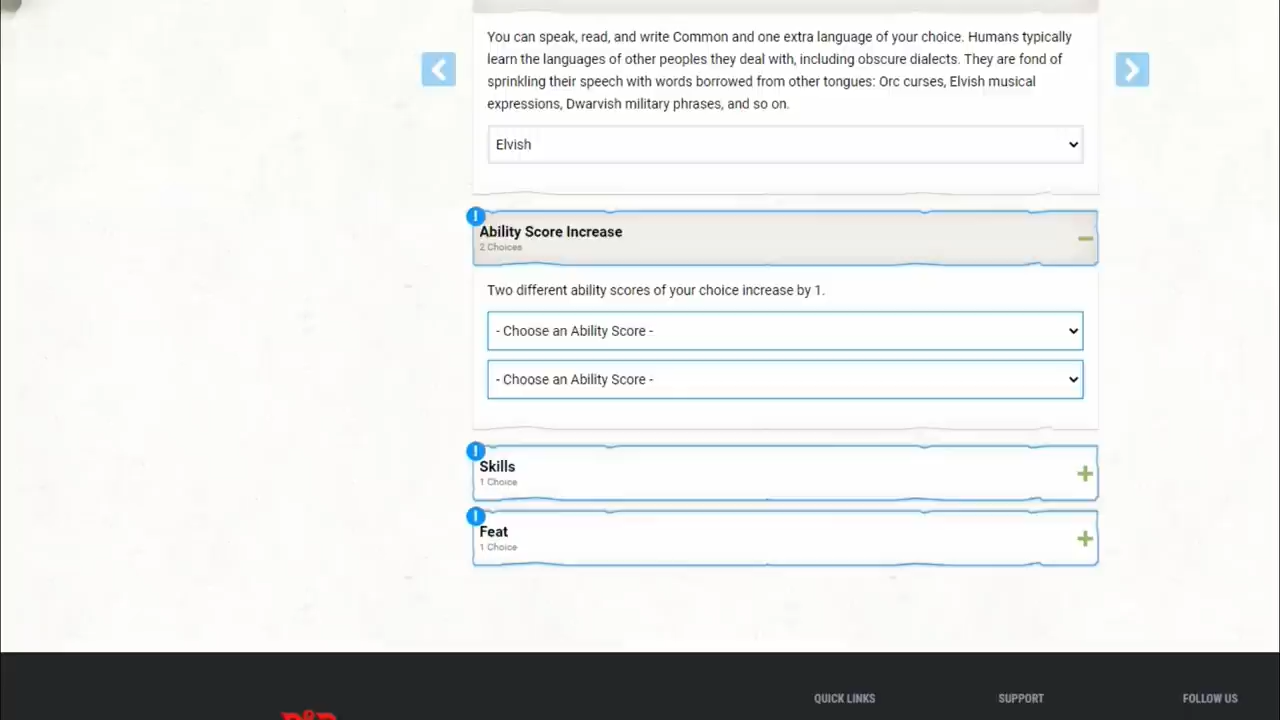 You can speak, read, and write Common and one extra language of your choice. Humans typically
learn the languages of other peoples they deal with, including obscure dialects. They are fond of
sprinkling their speech with words borrowed from other tongues: Orc curses, Elvish musical
expressions, Dwarvish military phrases, and so on.
Elvish
!
Ability Score Increase
2 Choices
Two different ability scores of your choice increase by 1.
- Choose an Ability Score -
- Choose an Ability Score -
!
Skills
1 Choice
!
Feat
1 Choice
QUICK LINKS SUPPORT FOLLOW US